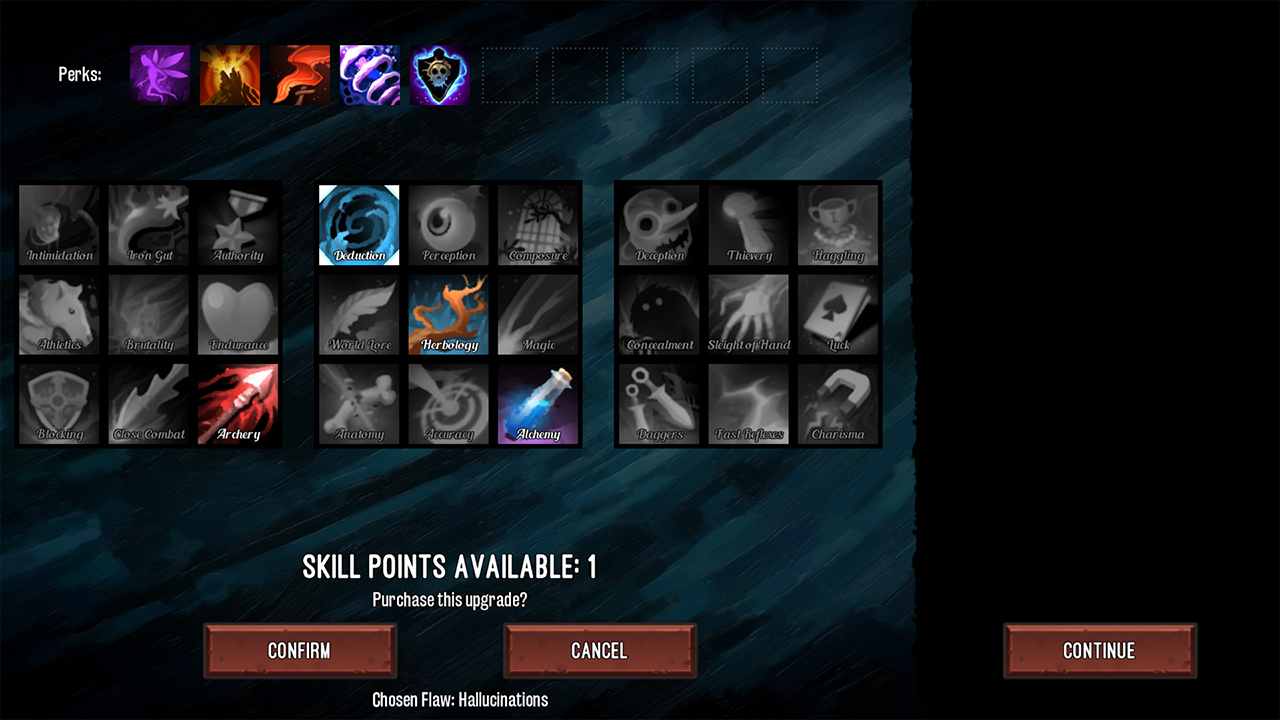 Perks:
Intimidation Iron Gut Authority Deduction Perception Composure Deception Thievery Haggling
Athletics Brutality Endurance World Lore Herbology Magic Concealment Sleight of Hand Luck
Blocking Close Combat Archery Anatomy Accuracy Alchemy Daggers Fast Reflexes Charisma
SKILL POINTS AVAILABLE: 1
Purchase this upgrade?
CONFIRM CANCEL CONTINUE
Chosen Flaw: Hallucinations